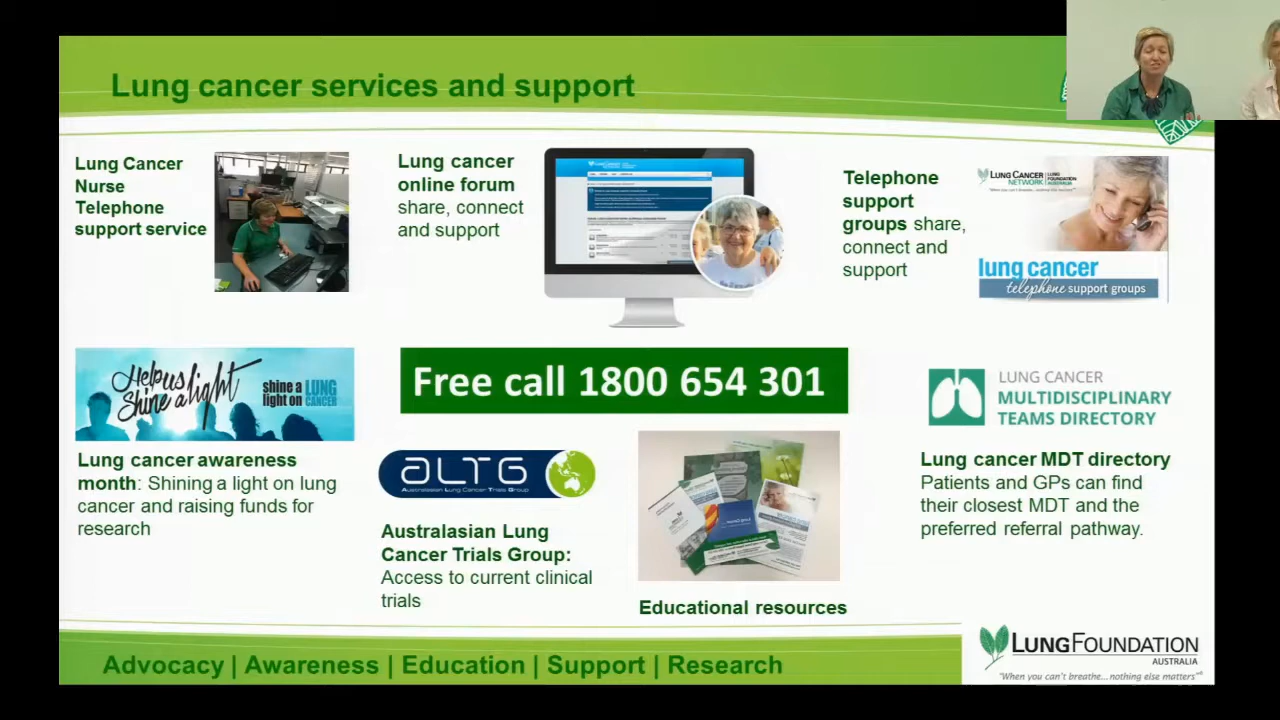 Lung cancer services and support
Lung Cancer
Nurse
Telephone
support service
Lung cancer
online forum
share, connect
and support
Telephone
support
groups share,
connect and
support
LUNG CANCER
NETWORK
LUNG
FOUNDATION
AUSTRALIA
lung cancer
telephone support groups
Help us
Shine a light
shine a LUNG
light on CANCER
Free call 1800 654 301
LUNG CANCER
MULTIDISCIPLINARY
TEAMS DIRECTORY
Lung cancer awareness
month: Shining a light on lung
cancer and raising funds for
research
ALTG
Australasian Lung Cancer Trials Group
Australasian Lung
Cancer Trials Group:
Access to current clinical
trials
Educational resources
Lung cancer MDT directory
Patients and GPs can find
their closest MDT and the
preferred referral pathway.
Advocacy | Awareness | Education | Support | Research
LUNG FOUNDATION
AUSTRALIA
"When you can't breathe...nothing else matters"®